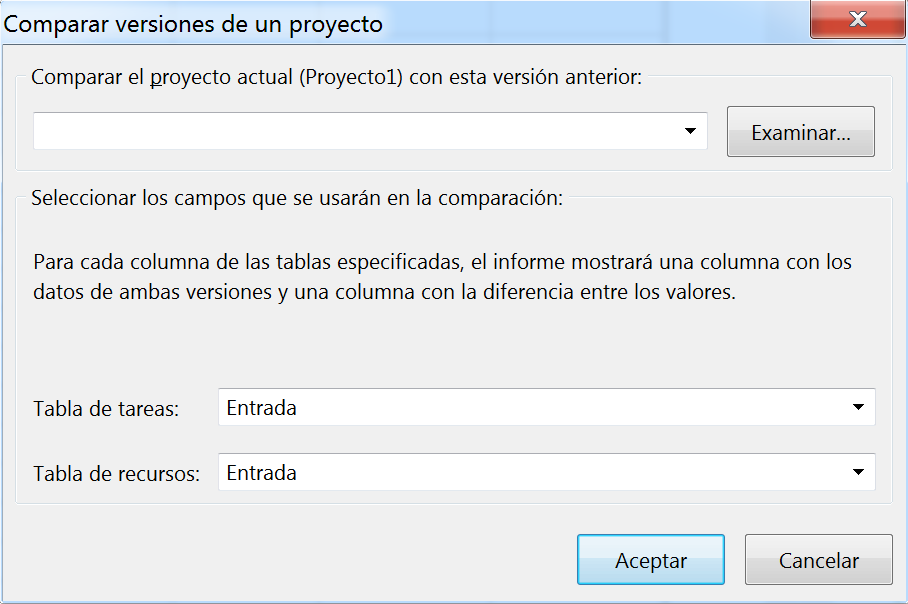 Comparar versiones de un proyecto
Comparar el proyecto actual (Proyecto1) con esta versión anterior:
Examinar...
Seleccionar los campos que se usarán en la comparación:
Para cada columna de las tablas especificadas, el informe mostrará una columna con los
datos de ambas versiones y una columna con la diferencia entre los valores.
Tabla de tareas: Entrada
Tabla de recursos: Entrada
Aceptar Cancelar